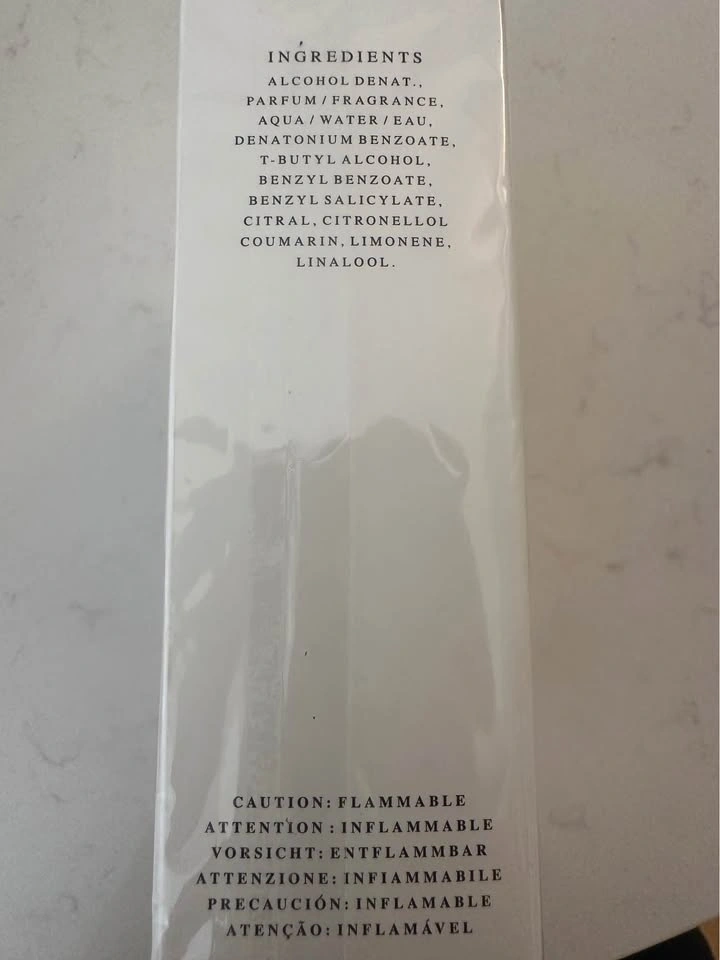 INGREDIENTS
ALCOHOL DENAT.,
PARFUM / FRAGRANCE,
AQUA / WATER / EAU,
DENATONIUM BENZOATE,
T-BUTYL ALCOHOL,
BENZYL BENZOATE,
BENZYL SALICYLATE,
CITRAL, CITRONELLOL
COUMARIN, LIMONENE,
LINALOOL.
CAUTION: FLAMMABLE
ATTENTION : INFLAMMABLE
VORSICHT: ENTFLAMMBAR
ATTENZIONE: INFIAMMABILE
PRECAUCIÓN: INFLAMABLE
ATENÇÃO: INFLAMÁVEL